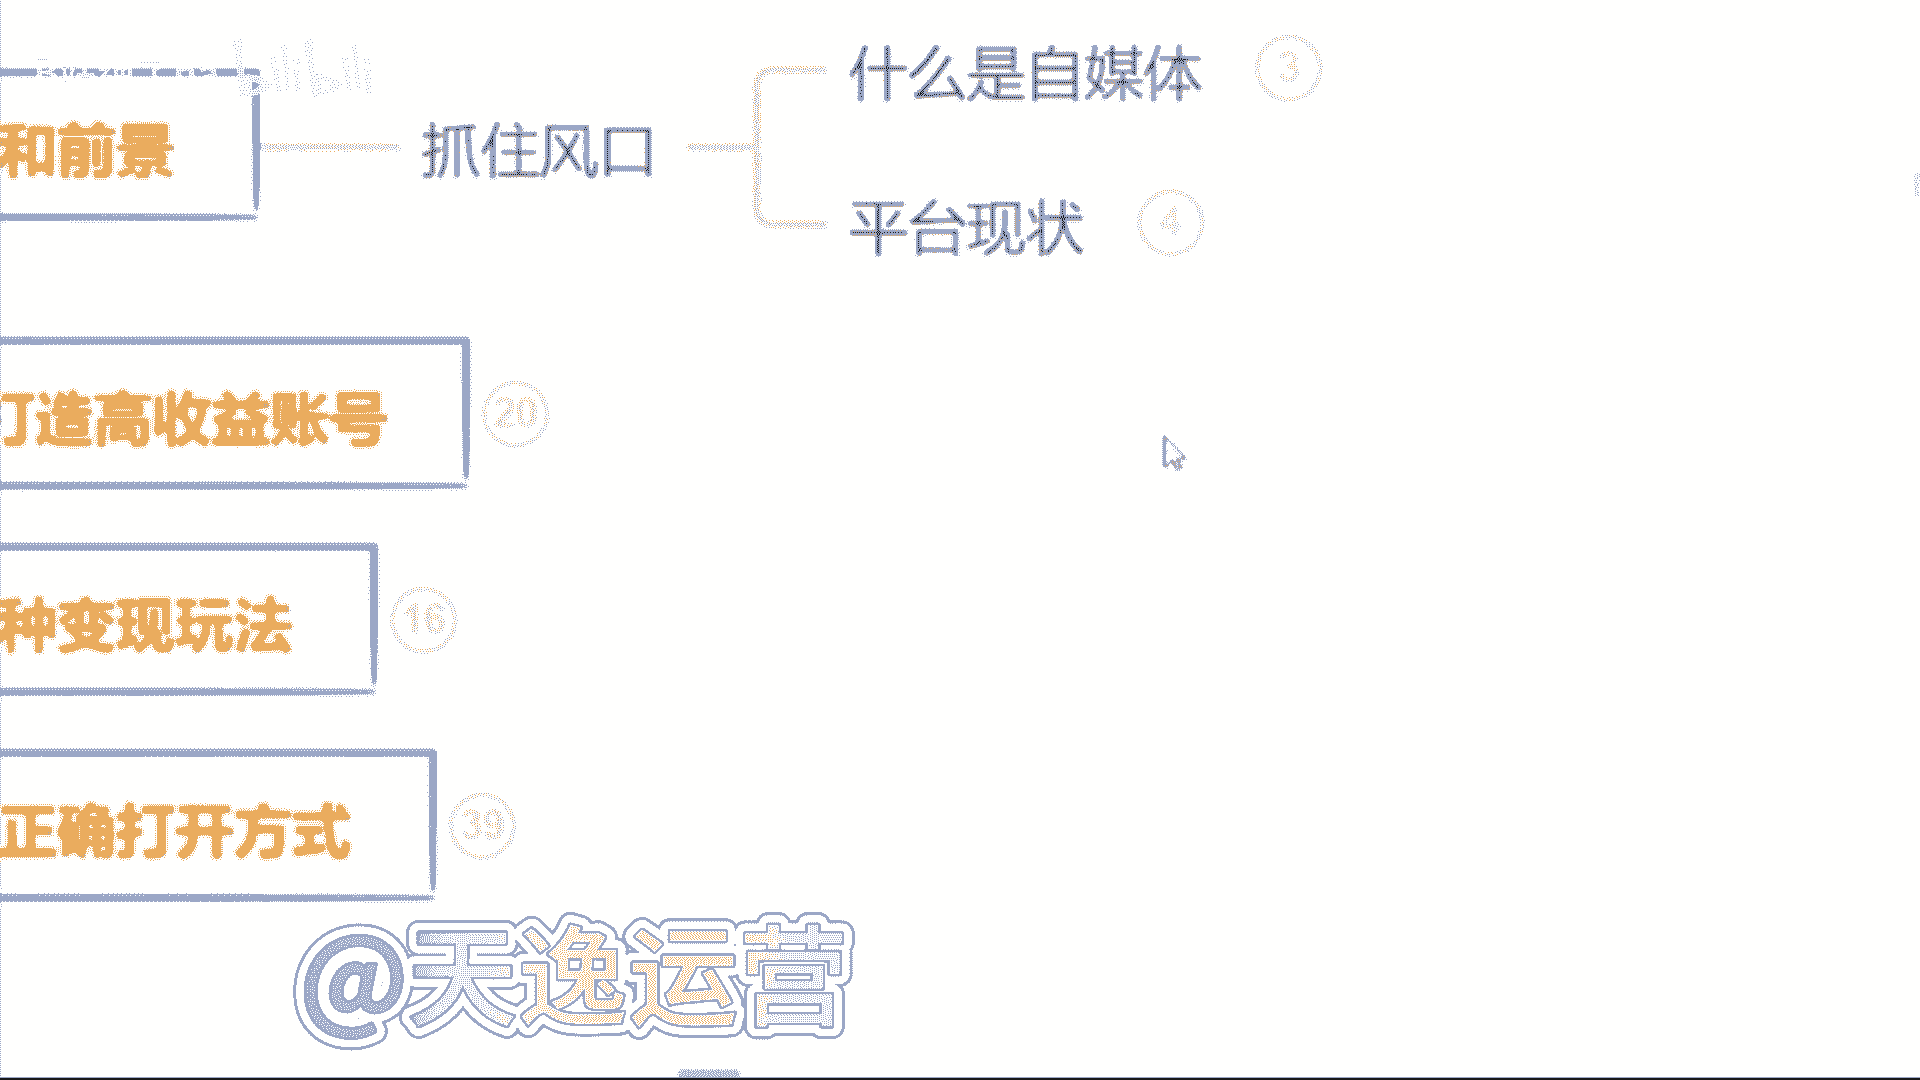 什么是自媒体 3
bilibili
和前景
抓住风口
平台现状 4
打造高收益账号 20
种变现玩法 16
正确打开方式 39
@天逸运营